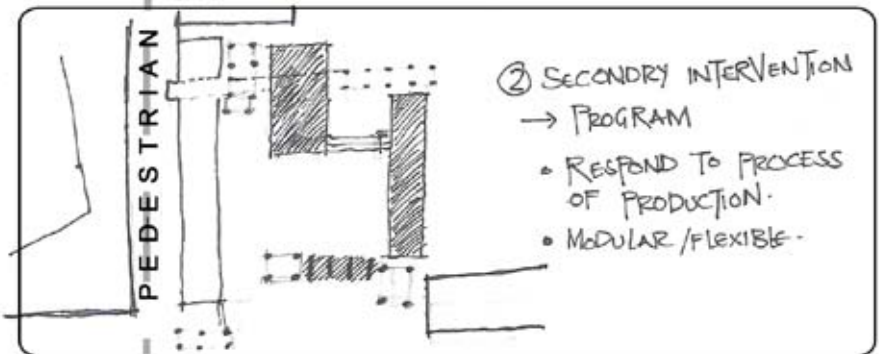 PEDESTRIAN
② SECONDRY INTERVENTION
→ PROGRAM
• RESPOND TO PROCESS
OF PRODUCTION.
• MODULAR / FLEXIBLE.